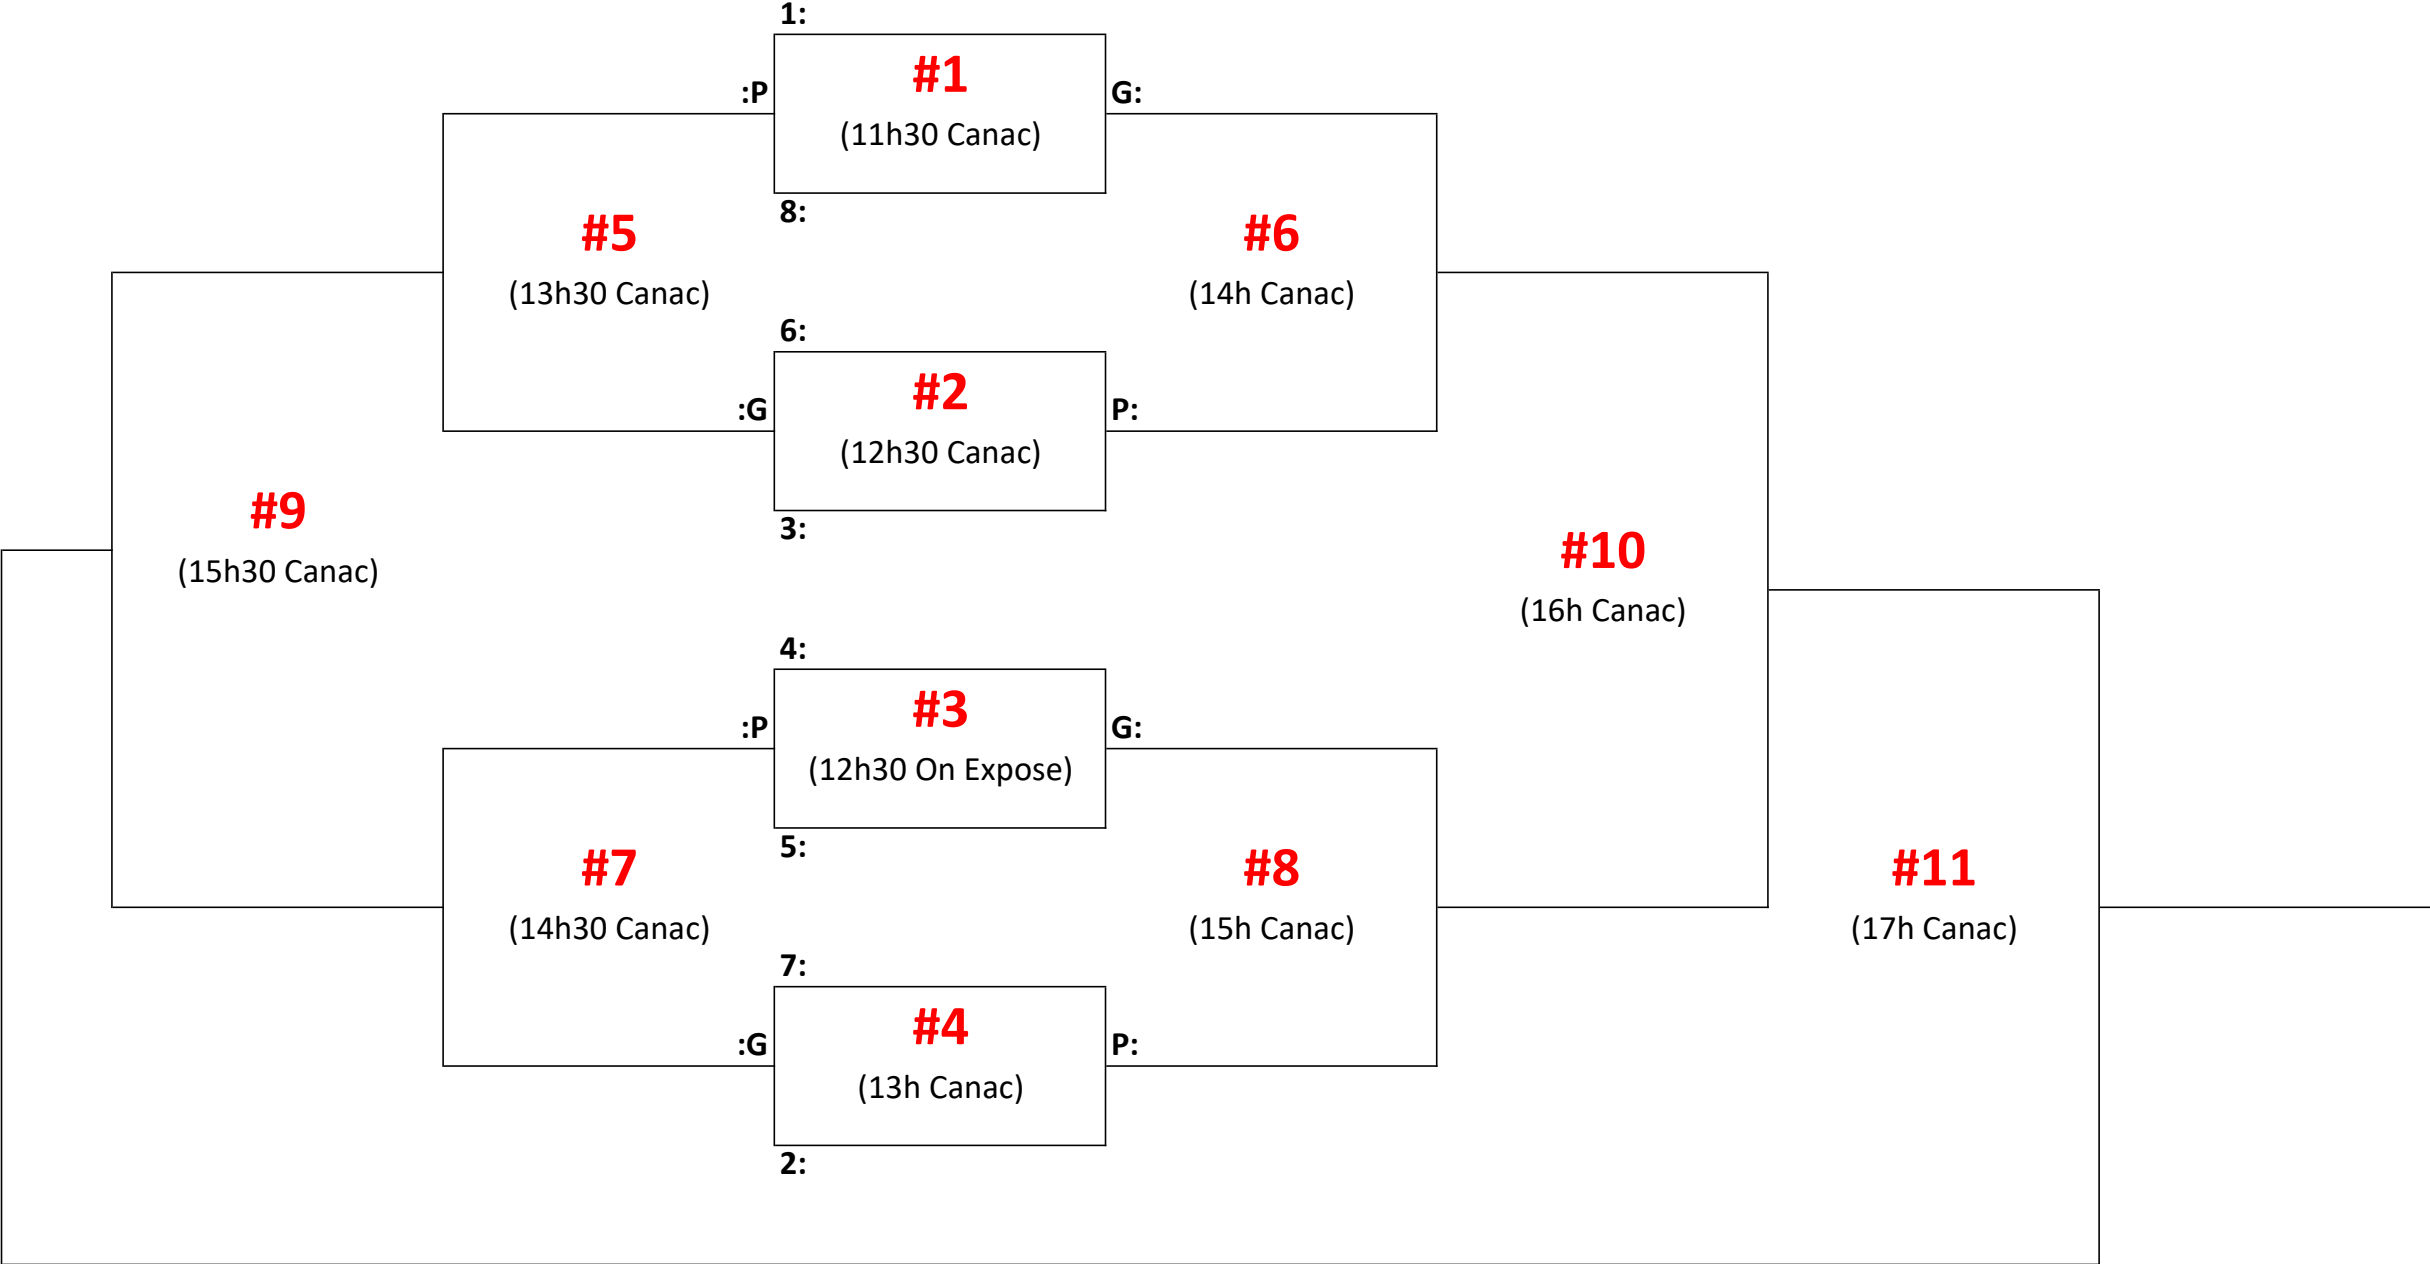 1:
#1
:P
G:
(11h30 Canac)
8:
#5
#6
(13h30 Canac)
(14h Canac)
6:
#2
:G
P:
(12h30 Canac)
#9
3:
#10
(15h30 Canac)
(16h Canac)
4:
#3
:P
G:
(12h30 On Expose)
5:
#7
#8
#11
(14h30 Canac)
(15h Canac)
(17h Canac)
7:
#4
:G
P:
(13h Canac)
2: